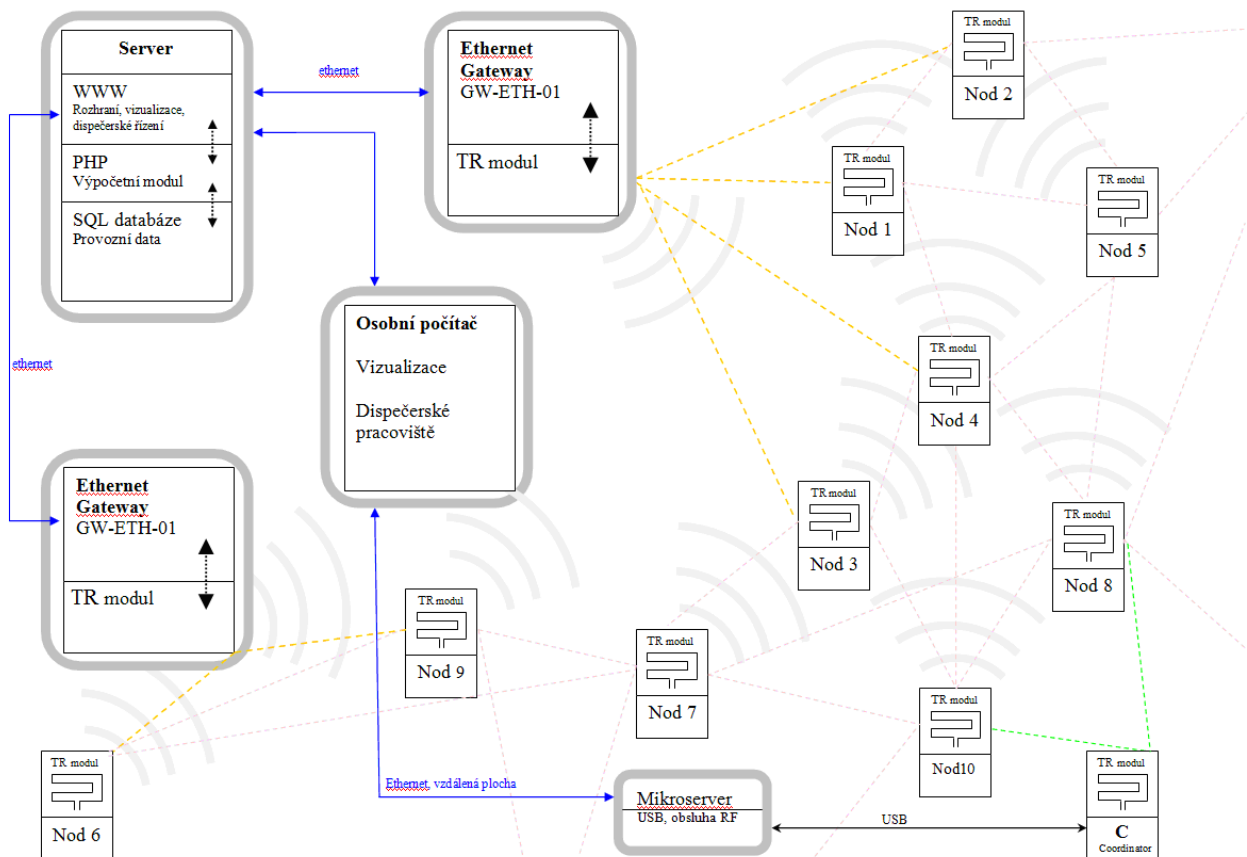 Server
WWW
Rozhraní, vizualizace,
dispečerské řízení
PHP
Výpočetní modul
SQL databáze
Provozní data
ethernet
Ethernet
Gateway
GW-ETH-01
TR modul
TR modul
Nod 2
TR modul
Nod 1
TR modul
Nod 5
Osobní počítač
Vizualizace
Dispečerské
pracoviště
ethernet
TR modul
Nod 4
Ethernet
Gateway
GW-ETH-01
TR modul
TR modul
Nod 3
TR modul
Nod 8
TR modul
Nod 9
TR modul
Nod 7
TR modul
Nod10
TR modul
Nod 6
Ethernet, vzdálená plocha
Mikroserver
USB, obsluha RF
USB
TR modul
C
Coordinator